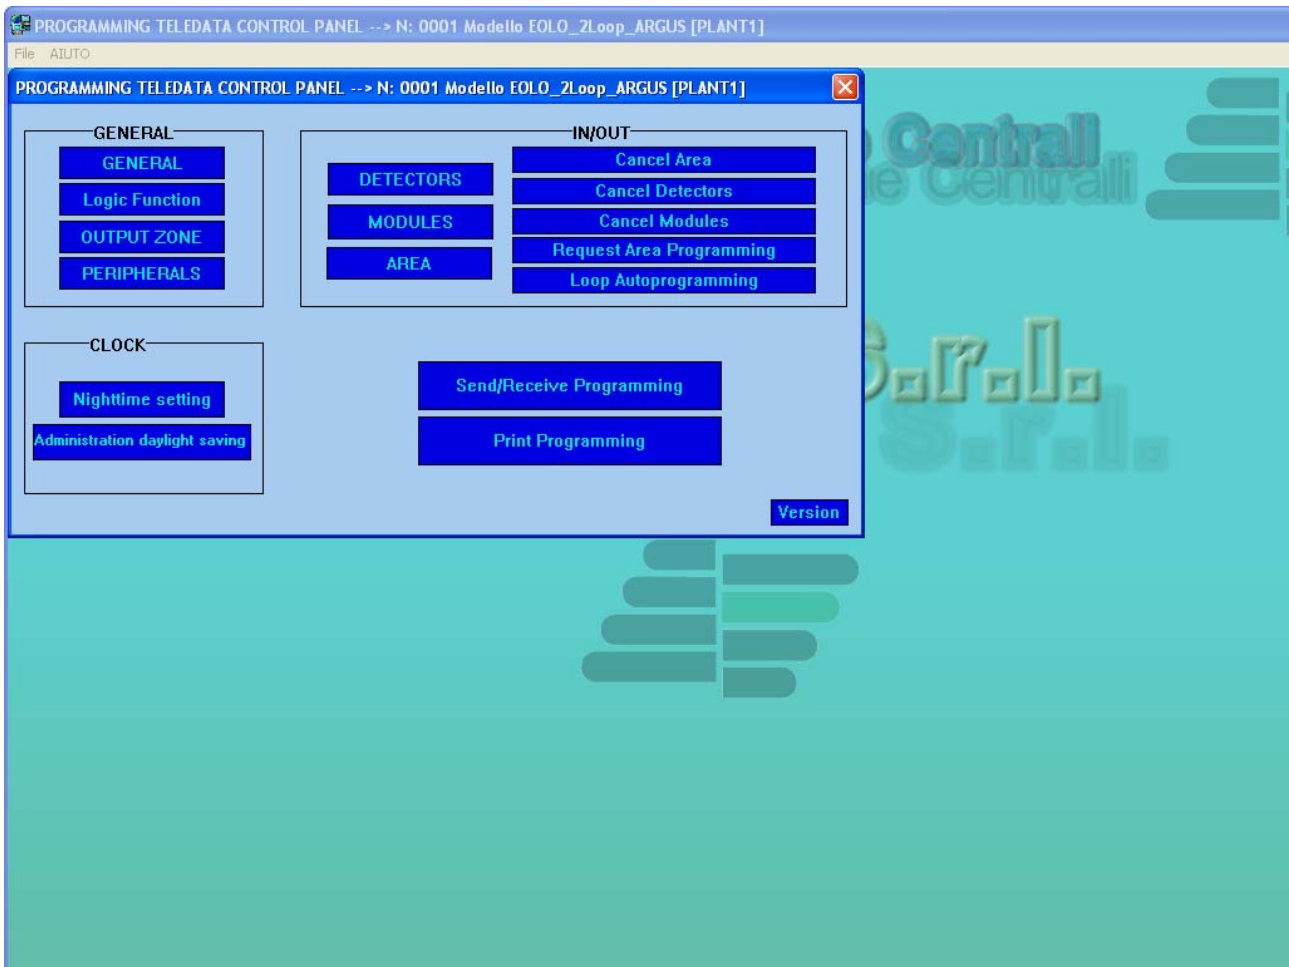 PROGRAMMING TELEDATA CONTROL PANEL --> N: 0001 Modello EOLO_2Loop_ARGUS [PLANT1]
File AIUTO
PROGRAMMING TELEDATA CONTROL PANEL --> N: 0001 Modello EOLO_2Loop_ARGUS [PLANT1]
GENERAL
GENERAL
Logic Function
OUTPUT ZONE
PERIPHERALS
IN/OUT
DETECTORS
MODULES
AREA
Cancel Area
Cancel Detectors
Cancel Modules
Request Area Programming
Loop Autoprogramming
CLOCK
Nighttime setting
Administration daylight saving
Send/Receive Programming
Print Programming
Version
Centrali
S.r.l.